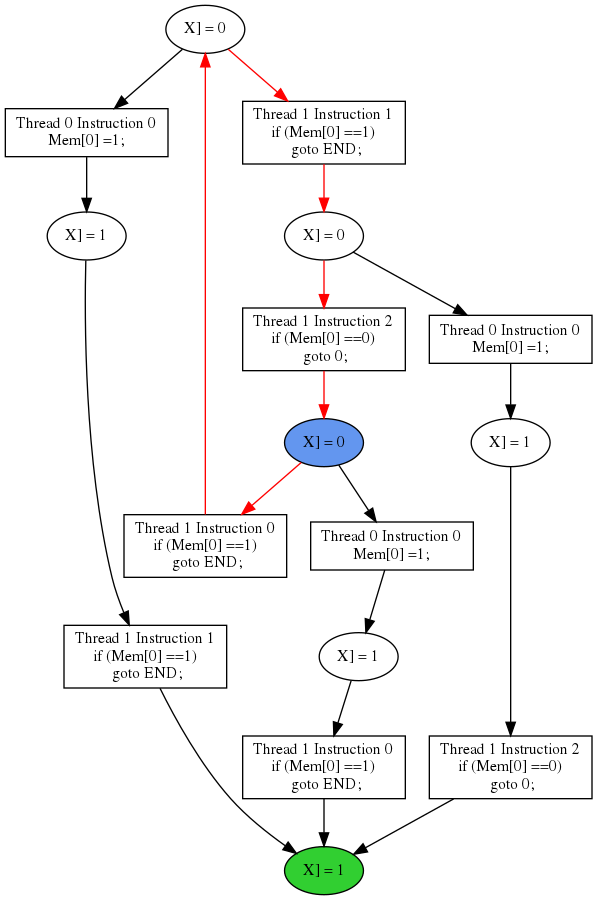 X] = 0
Thread 0 Instruction 0
Mem[0] =1;
Thread 1 Instruction 1
if (Mem[0] ==1)
goto END;
X] = 1
X] = 0
Thread 1 Instruction 2
if (Mem[0] ==0)
goto 0;
Thread 0 Instruction 0
Mem[0] =1;
X] = 0
X] = 1
Thread 1 Instruction 0
if (Mem[0] ==1)
goto END;
Thread 0 Instruction 0
Mem[0] =1;
Thread 1 Instruction 1
if (Mem[0] ==1)
goto END;
X] = 1
Thread 1 Instruction 0
if (Mem[0] ==1)
goto END;
Thread 1 Instruction 2
if (Mem[0] ==0)
goto 0;
X] = 1